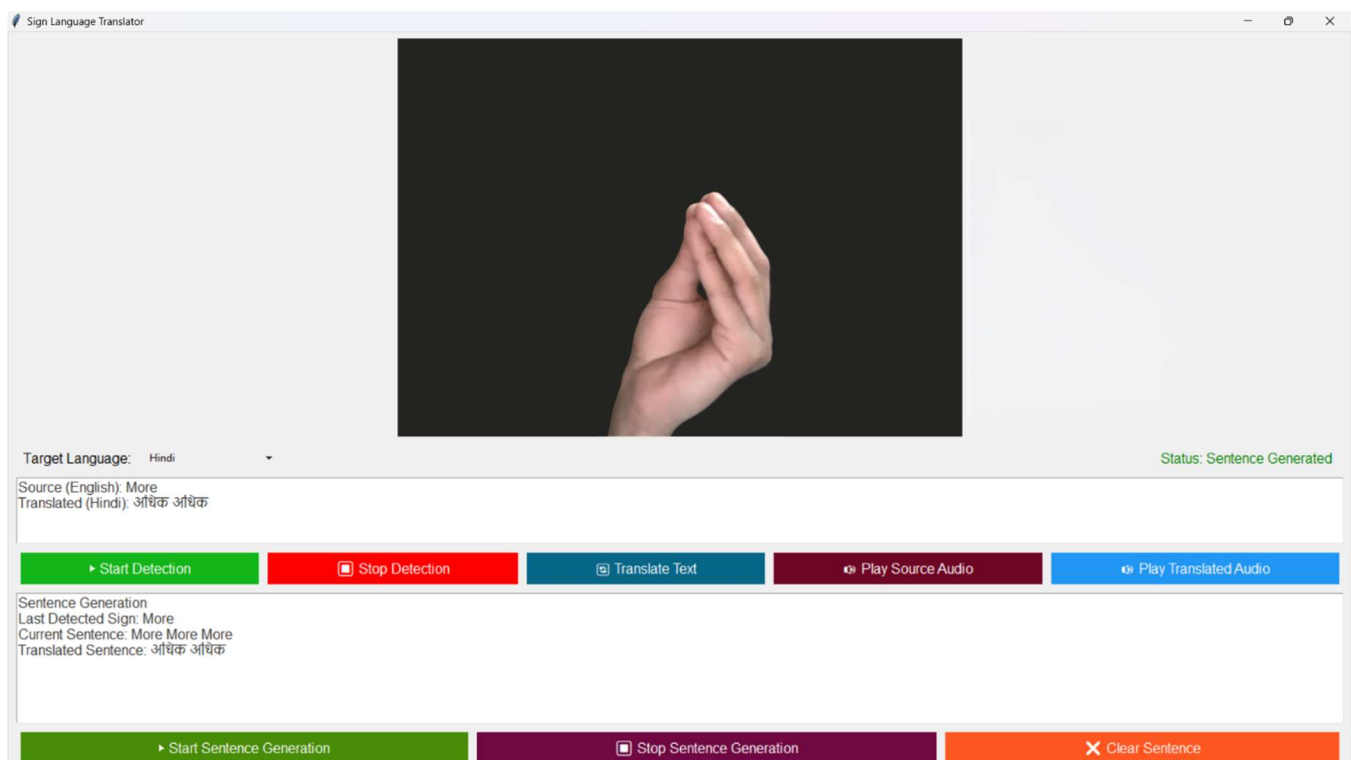 Sign Language Translator
Target Language: Hindi
Status: Sentence Generated
Source (English): More
Translated (Hindi): अधिक अधिक
Start Detection
Stop Detection
Translate Text
Play Source Audio
Play Translated Audio
Sentence Generation
Last Detected Sign: More
Current Sentence: More More More
Translated Sentence: अधिक अधिक
Start Sentence Generation
Stop Sentence Generation
Clear Sentence